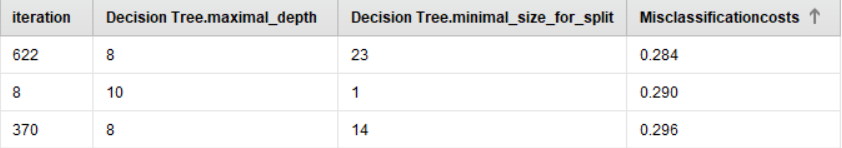 iteration Decision Tree.maximal_depth Decision Tree.minimal_size_for_split Misclassificationcosts ↑
622 8 23 0.284
8 10 1 0.290
370 8 14 0.296